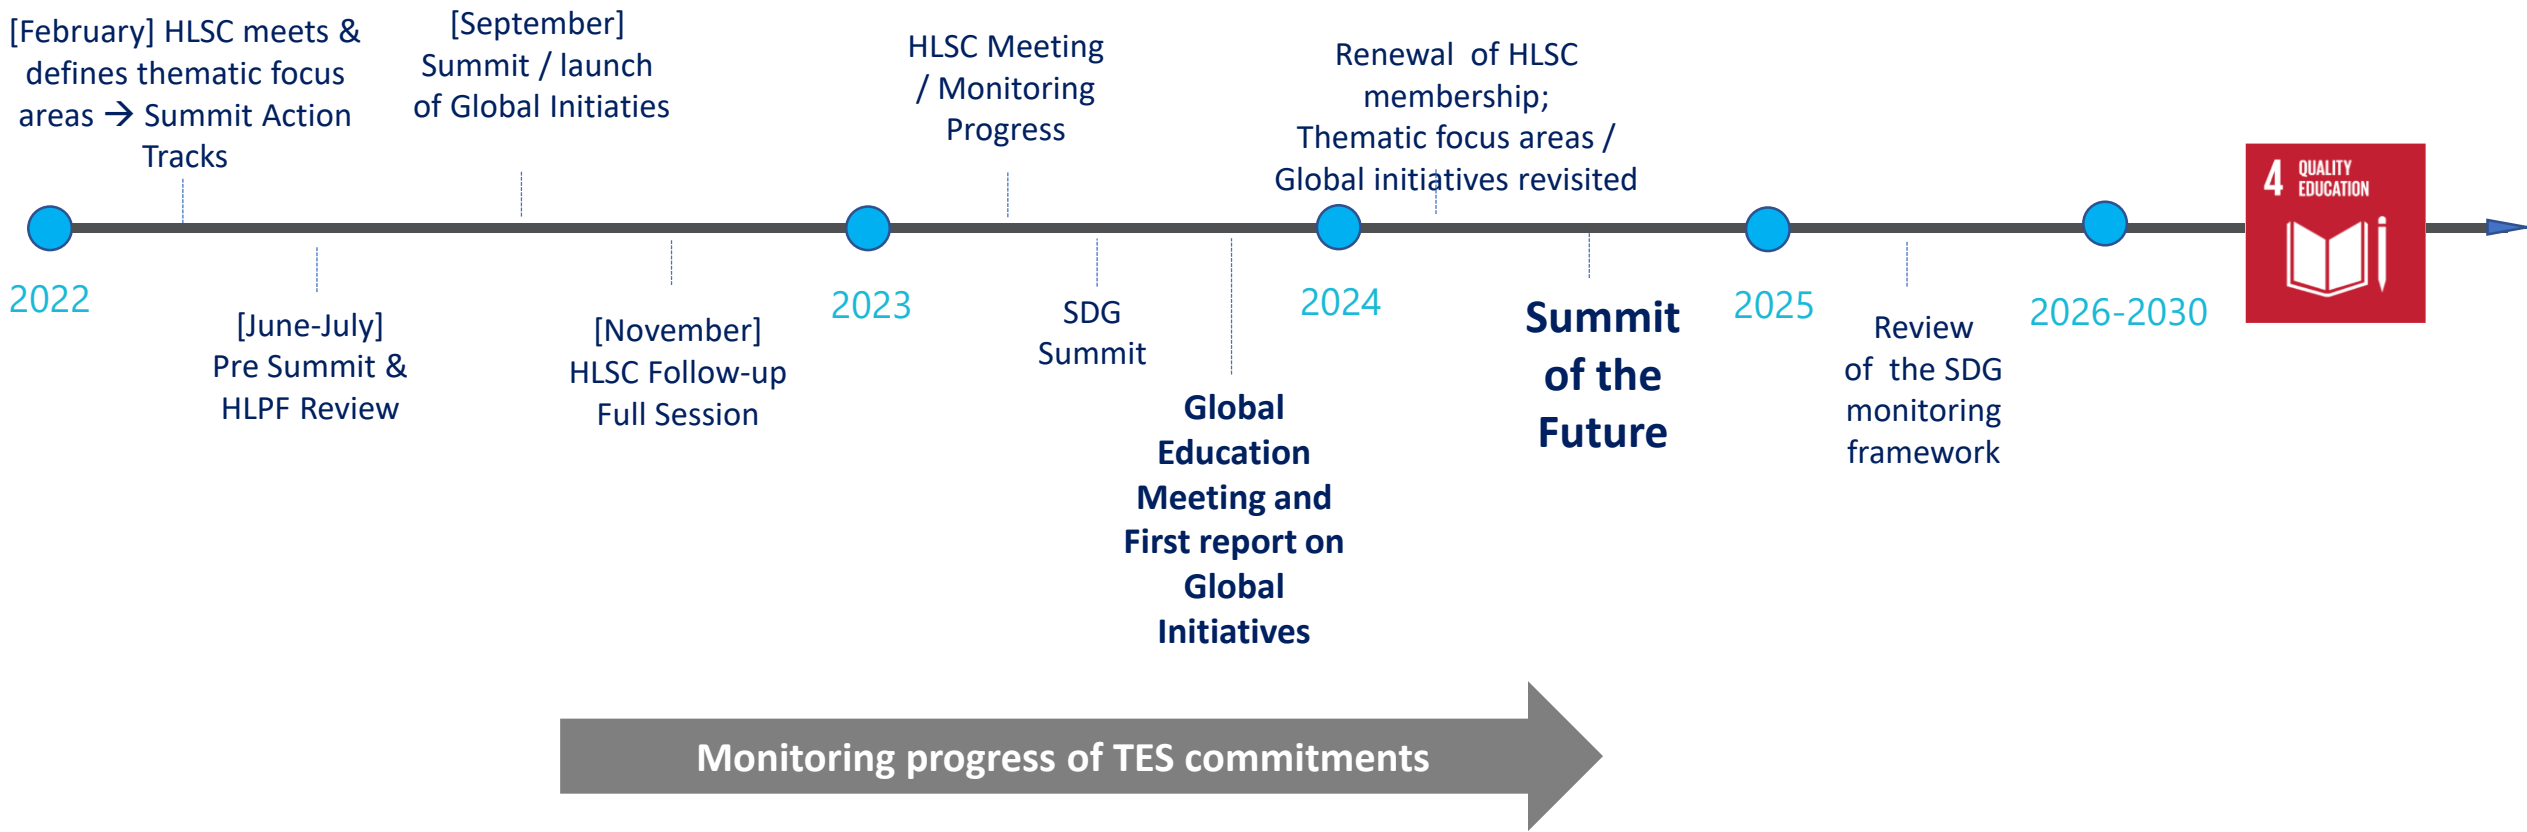 [February] HLSC meets &
defines thematic focus
areas → Summit Action
Tracks
[September]
Summit / launch
of Global Initiaties
HLSC Meeting
/ Monitoring
Progress
Renewal of HLSC
membership;
Thematic focus areas /
Global initiatives revisited
4 QUALITY
EDUCATION
2022
[June-July]
Pre Summit &
HLPF Review
[November]
HLSC Follow-up
Full Session
2023
SDG
Summit
Global
Education
Meeting and
First report on
Global
Initiatives
2024
Summit
of the
Future
2025
Review
of the SDG
monitoring
framework
2026-2030
Monitoring progress of TES commitments